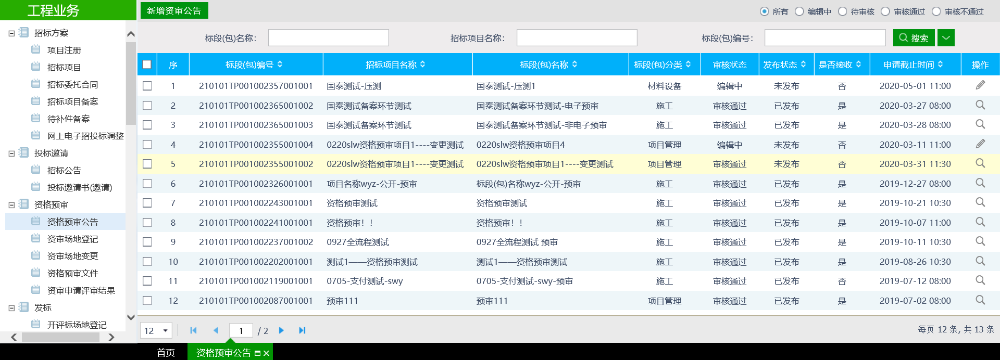 工程业务
新增资审公告
所有 编辑中 待审核 审核通过 审核不通过
招标方案
项目注册
招标项目
招标委托合同
招标项目备案
待补件备案
网上电子招投标调整
投标邀请
招标公告
投标邀请书(邀请)
资格预审
资格预审公告
资审场地登记
资审场地变更
资格预审文件
资审申请评审结果
发标
开评标场地登记
标段(包)名称： 招标项目名称： 标段(包)编号： 搜索
序 标段(包)编号 招标项目名称 标段(包)名称 标段(包)分类 审核状态 发布状态 是否接收 申请截止时间 操作
1 210101TP001002357001001 国泰测试-压测 国泰测试-压测1 材料设备 编辑中 未发布 否 2020-05-01 11:00
2 210101TP001002365001002 国泰测试备案环节测试 国泰测试备案环节测试-电子预审 施工 审核通过 已发布 是 2020-03-27 08:00
3 210101TP001002365001003 国泰测试备案环节测试 国泰测试备案环节测试-非电子预审 施工 审核通过 已发布 是 2020-03-28 08:00
4 210101TP001002355001004 0220slw资格预审项目1----变更测试 0220slw资格预审项目4 项目管理 编辑中 未发布 否 2020-03-11 11:00
5 210101TP001002355001002 0220slw资格预审项目1----变更测试 0220slw资格预审项目1----变更测试 项目管理 审核通过 未发布 否 2020-03-31 11:30
6 210101TP001002326001001 项目名称wyz-公开-预审 标段(包)名称wyz-公开-预审 施工 审核通过 已发布 是 2019-12-27 08:00
7 210101TP001002243001001 资格预审测试 资格预审测试 施工 审核通过 已发布 是 2019-10-21 10:30
8 210101TP001002241001001 资格预审！！ 资格预审！！ 施工 审核通过 已发布 是 2019-10-07 11:00
9 210101TP001002237001002 0927全流程测试 0927全流程测试 预审 施工 审核通过 已发布 是 2019-10-11 10:30
10 210101TP001002202001001 测试1——资格预审测试 测试1——资格预审测试 施工 审核通过 已发布 是 2019-08-26 10:30
11 210101TP001002119001001 0705-支付测试-swy 0705-支付测试-swy-预审 施工 审核通过 已发布 否 2019-07-12 08:00
12 210101TP001002087001001 预审111 预审111 项目管理 审核通过 已发布 是 2019-07-02 08:00
12 1 / 2 每页 12 条, 共 13 条
首页 资格预审公告